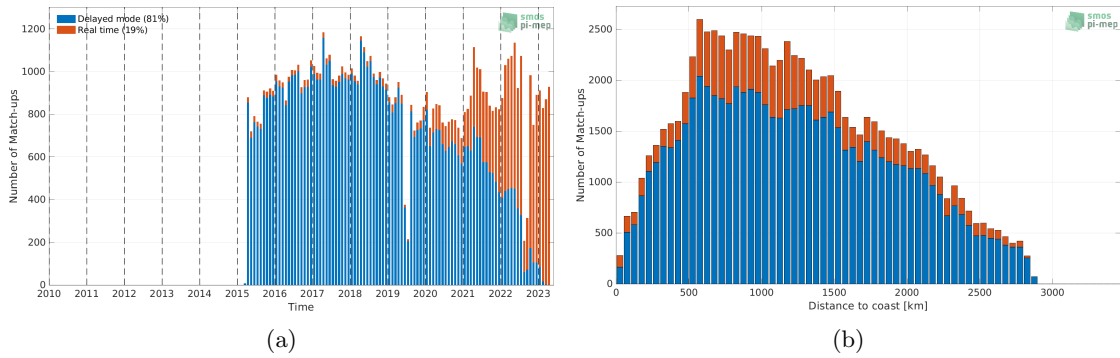 Delayed mode (81%)
Real time (19%)
smos
pi-mep
Number of Match-ups
1200
1000
800
600
400
200
0
2010 2011 2012 2013 2014 2015 2016 2017 2018 2019 2020 2021 2022 2023
Time
(a)
smos
pi-mep
Number of Match-ups
2500
2000
1500
1000
500
0
0 500 1000 1500 2000 2500 3000
Distance to coast [km]
(b)